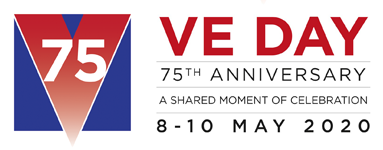 75
VE DAY
75TH ANNIVERSARY
A SHARED MOMENT OF CELEBRATION
8-10 MAY 2020